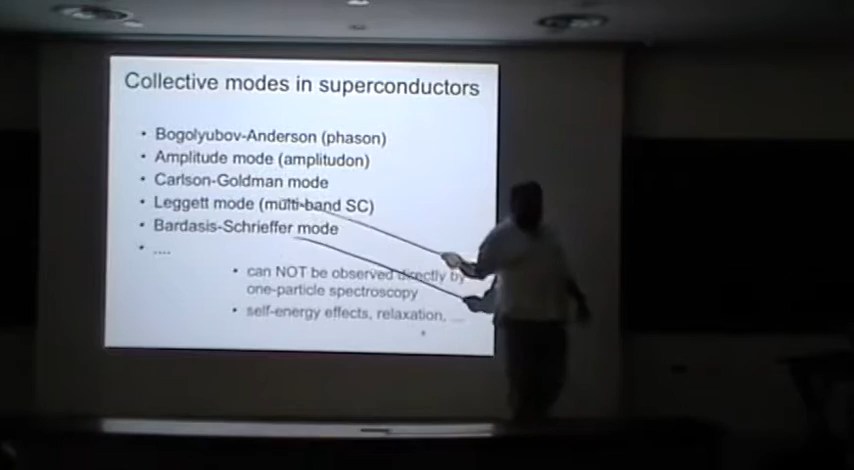 Collective modes in superconductors
• Bogolyubov-Anderson (phason)
• Amplitude mode (amplitudon)
• Carlson-Goldman mode
• Leggett mode (multi-band SC)
• Bardasis-Schrieffer mode
• ....
• can NOT be observed directly by
one-particle spectroscopy
• self-energy effects, relaxation, ...